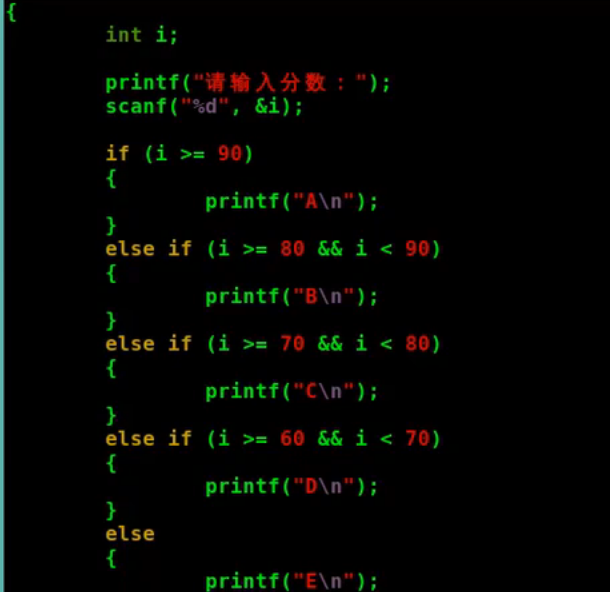 {
int i;
printf("请输入分数：");
scanf("%d", &i);
if (i >= 90)
{
printf("A\n");
}
else if (i >= 80 && i < 90)
{
printf("B\n");
}
else if (i >= 70 && i < 80)
{
printf("C\n");
}
else if (i >= 60 && i < 70)
{
printf("D\n");
}
else
{
printf("E\n");